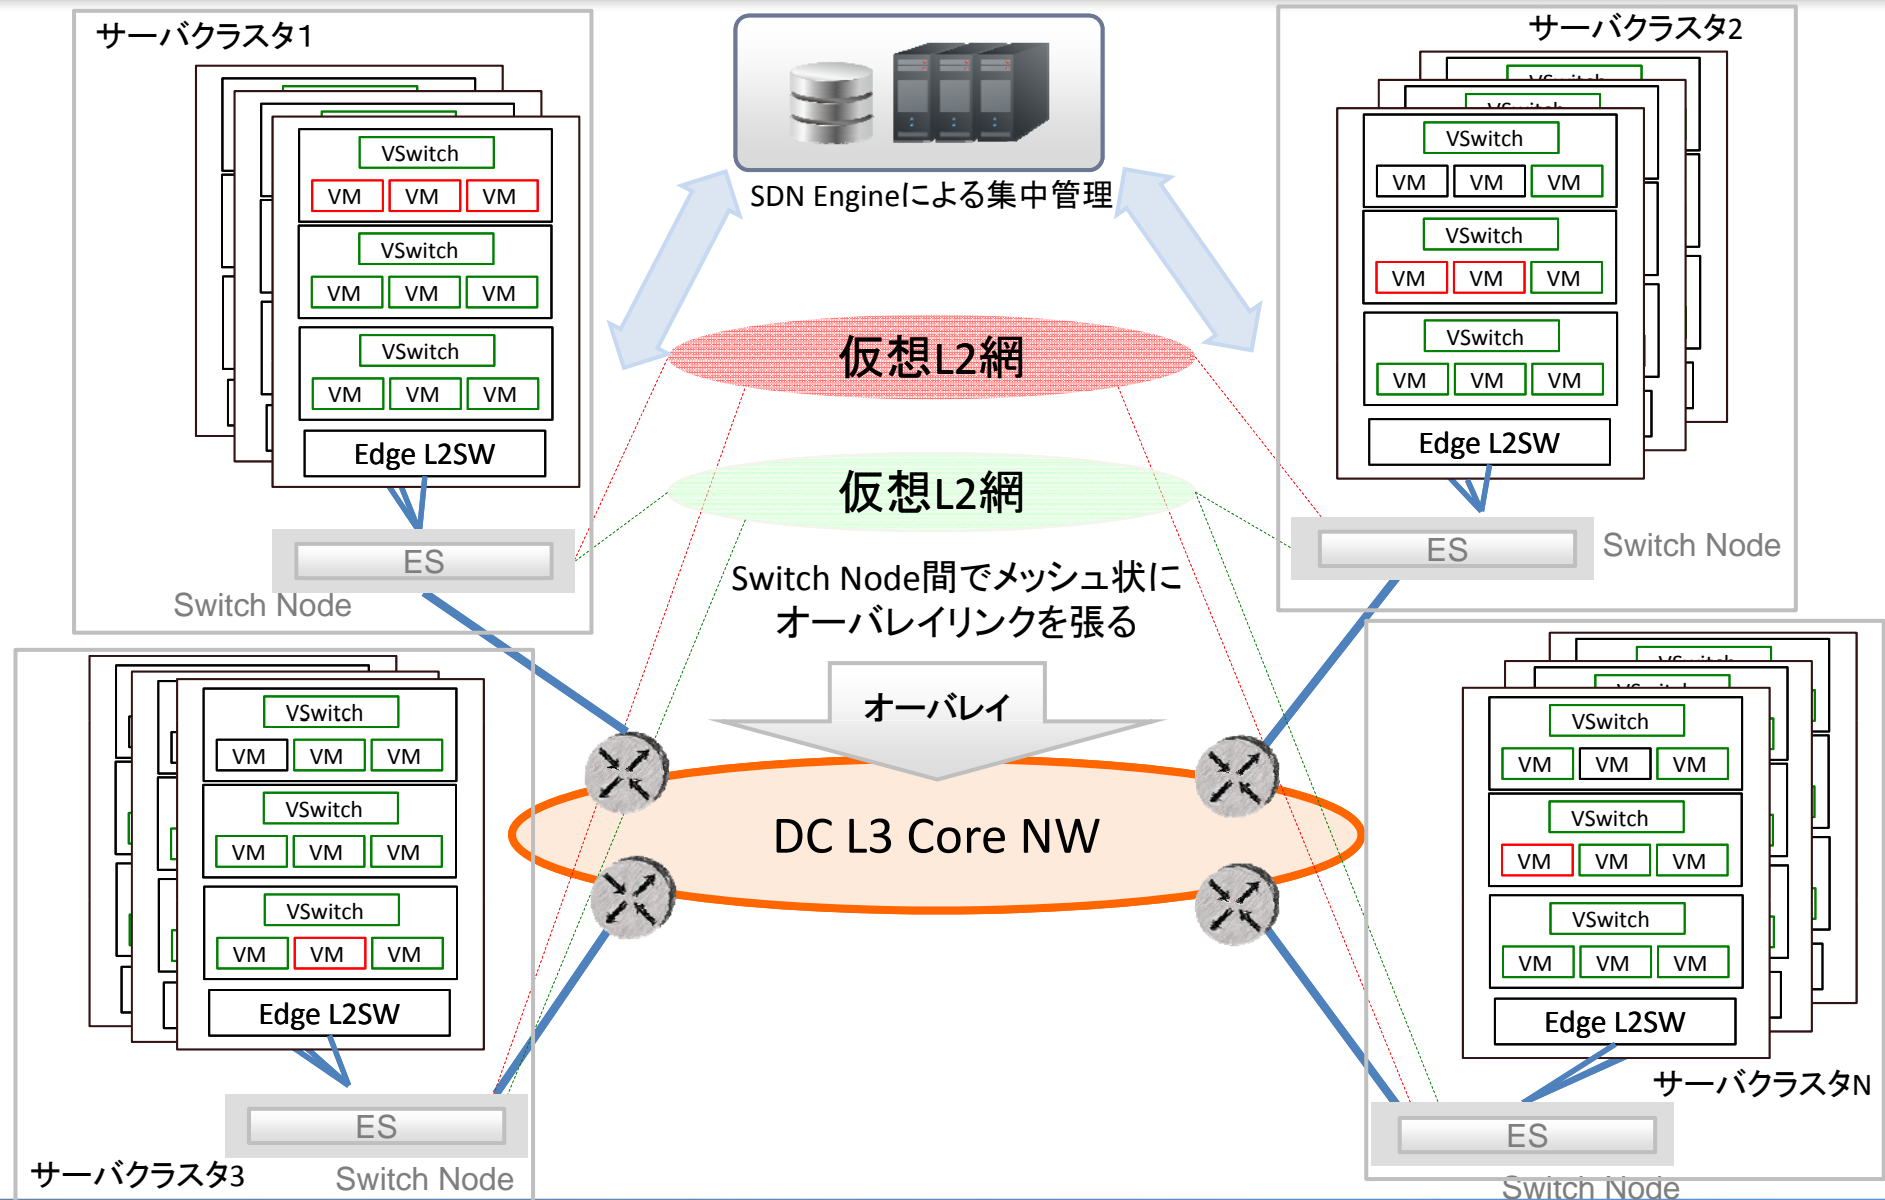 サーバクラスタ1
VSwitch
VM VM VM
VSwitch
VM VM VM
VSwitch
VM VM VM
Edge L2SW
ES
Switch Node
SDN Engineによる集中管理
サーバクラスタ2
VSwitch
VSwitch
VSwitch
VM VM VM
VSwitch
VM VM VM
VSwitch
VM VM VM
Edge L2SW
ES
Switch Node
仮想L2網
仮想L2網
Switch Node間でメッシュ状に
オーバレイリンクを張る
オーバレイ
DC L3 Core NW
VSwitch
VM VM VM
VSwitch
VM VM VM
VSwitch
VM VM VM
Edge L2SW
ES
サーバクラスタ3
Switch Node
VSwitch
VSwitch
VSwitch
VM VM VM
VSwitch
VM VM VM
VSwitch
VM VM VM
Edge L2SW
サーバクラスタN
ES
Switch Node